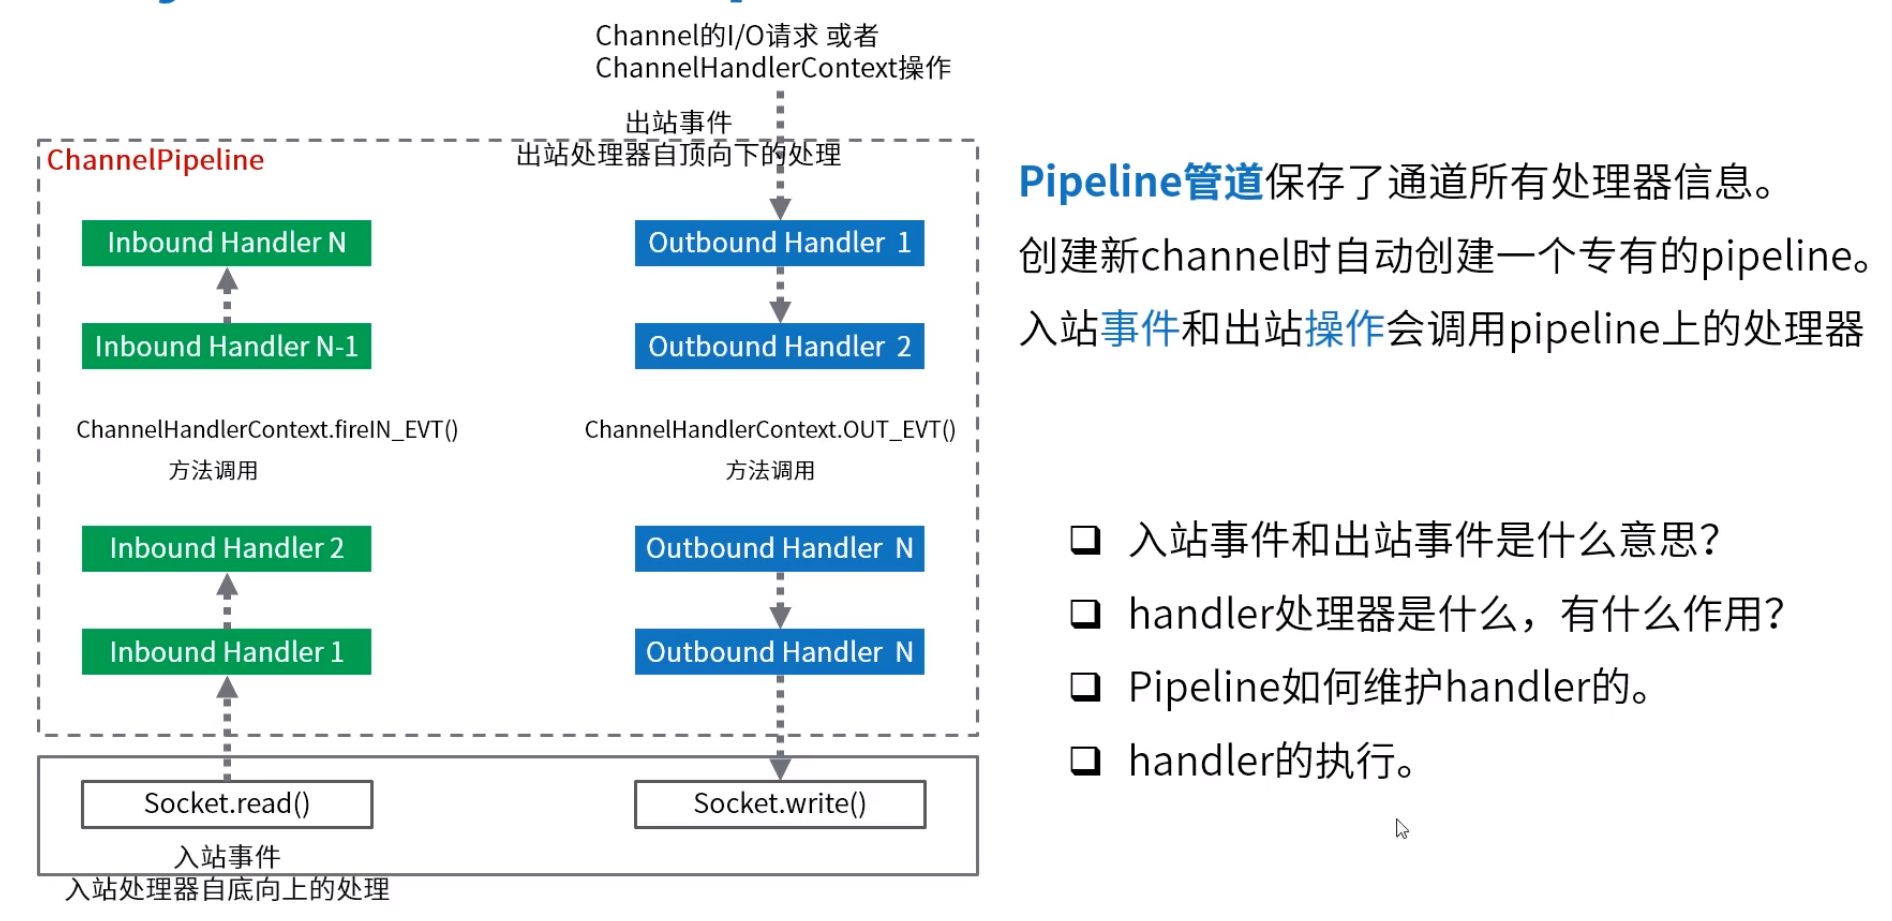 Channel的I/O请求 或者
ChannelHandlerContext操作
出站事件
出站处理器自顶向下的处理
ChannelPipeline
Inbound Handler N
Outbound Handler 1
Inbound Handler N-1
Outbound Handler 2
ChannelHandlerContext.fireIN_EVT()
方法调用
ChannelHandlerContext.OUT_EVT()
方法调用
Inbound Handler 2
Outbound Handler N
Inbound Handler 1
Outbound Handler N
Socket.read()
Socket.write()
入站事件
入站处理器自底向上的处理
Pipeline管道保存了通道所有处理器信息。
创建新channel时自动创建一个专有的pipeline。
入站事件和出站操作会调用pipeline上的处理器
入站事件和出站事件是什么意思？
handler处理器是什么，有什么作用？
Pipeline如何维护handler的。
handler的执行。